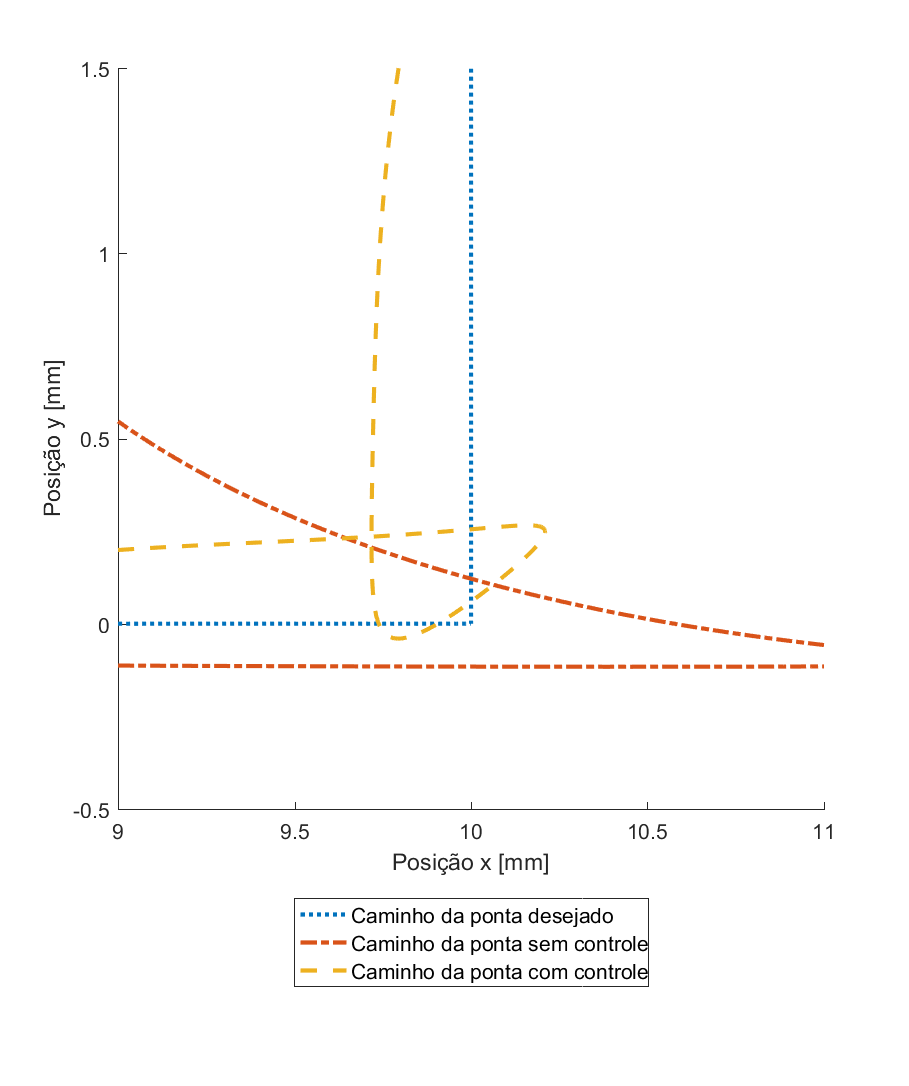 1.5
1
0.5
0
-0.5
Posição y [mm]
9
9.5
10
10.5
11
Posição x [mm]
Caminho da ponta desejado
Caminho da ponta sem controle
Caminho da ponta com controle